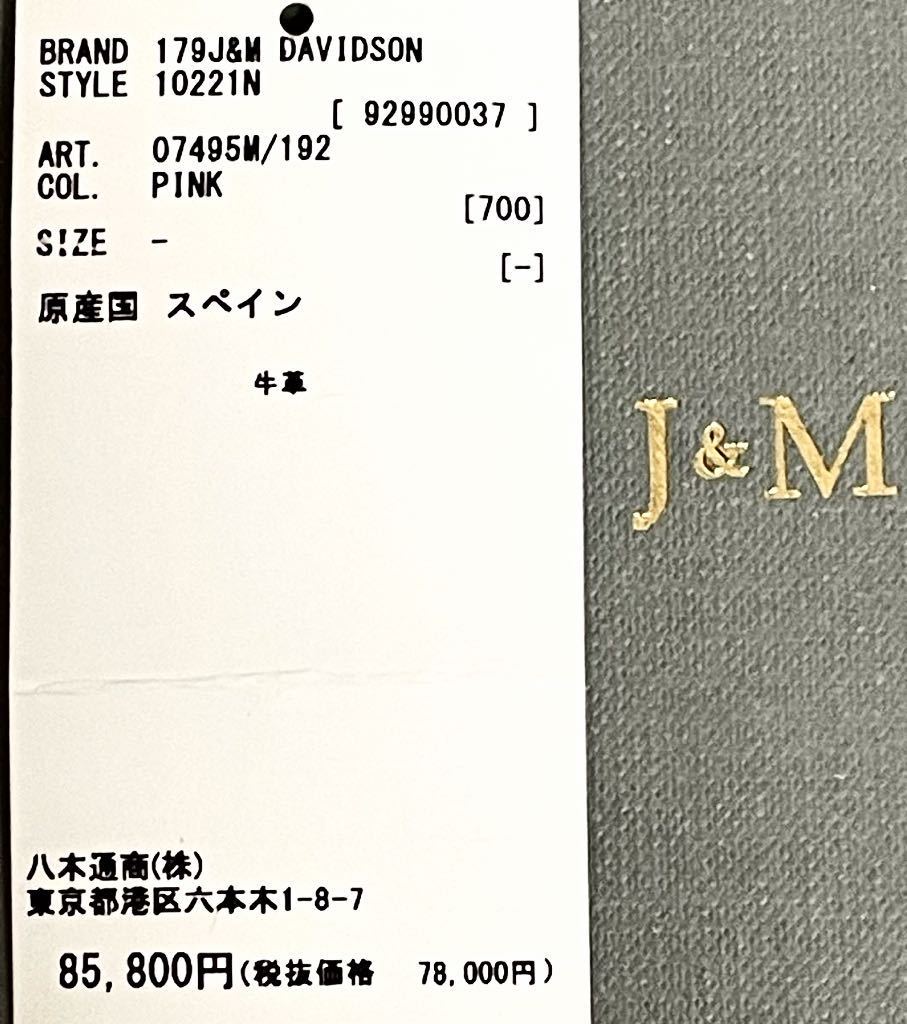 BRAND 179J&M DAVIDSON
STYLE 10221N
[ 92990037 ]
ART. 07495M/192
COL. PINK
[700]
SIZE -
[-]
原産国 スペイン
牛革
八木通商(株)
東京都港区六本木1-8-7
85,800円(税抜価格 78,000円)
J&M